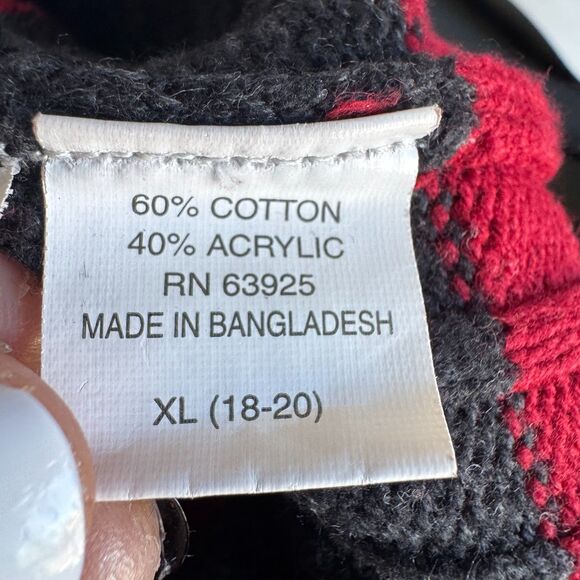 60% COTTON
40% ACRYLIC
RN 63925
MADE IN BANGLADESH
XL (18-20)